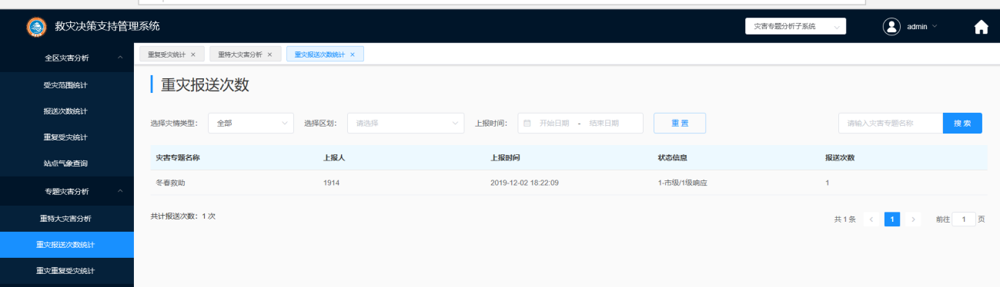 救灾决策支持管理系统
灾害专题分析子系统
admin
全区灾害分析
受灾范围统计
报送次数统计
重复受灾统计
站点气象查询
专题灾害分析
重特大灾害分析
重灾报送次数统计
重灾重复受灾统计
重复受灾统计 × 重特大灾害分析 × 重灾报送次数统计 ×
重灾报送次数
选择灾情类型: 全部 选择区划: 请选择 上报时间: 开始日期 - 结束日期 重置 请输入灾害专题名称 搜索
灾害专题名称 上报人 上报时间 状态信息 报送次数
冬春救助 1914 2019-12-02 18:22:09 1-市级/1级响应 1
共计报送次数: 1 次
共 1 条 < 1 > 前往 1 页